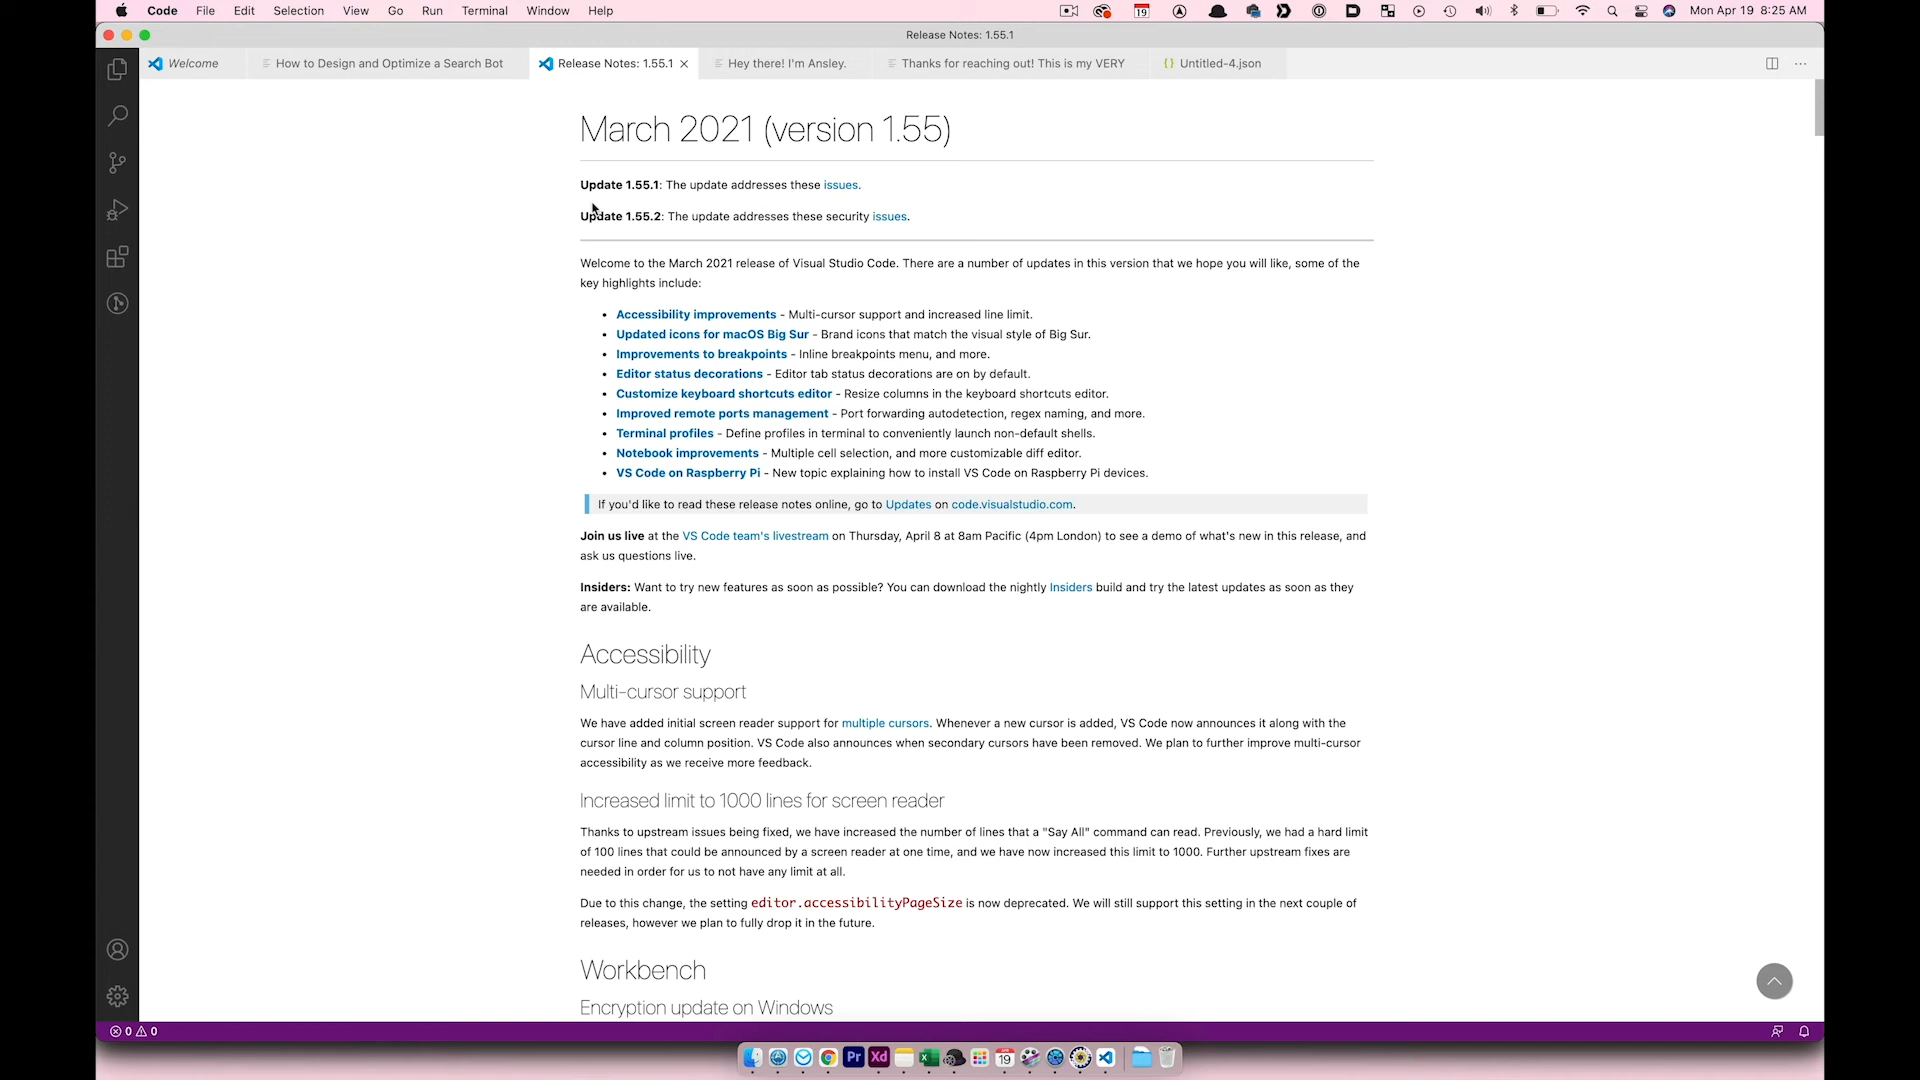 Code File Edit Selection View Go Run Terminal Window Help 19 Mon Apr 19 8:25 AM
Release Notes: 1.55.1
Welcome How to Design and Optimize a Search Bot Release Notes: 1.55.1 Hey there! I'm Ansley. Thanks for reaching out! This is my VERY Untitled-4.json
March 2021 (version 1.55)
Update 1.55.1: The update addresses these issues.
Update 1.55.2: The update addresses these security issues.
Welcome to the March 2021 release of Visual Studio Code. There are a number of updates in this version that we hope you will like, some of the
key highlights include:
• Accessibility improvements - Multi-cursor support and increased line limit.
• Updated icons for macOS Big Sur - Brand icons that match the visual style of Big Sur.
• Improvements to breakpoints - Inline breakpoints menu, and more.
• Editor status decorations - Editor tab status decorations are on by default.
• Customize keyboard shortcuts editor - Resize columns in the keyboard shortcuts editor.
• Improved remote ports management - Port forwarding autodetection, regex naming, and more.
• Terminal profiles - Define profiles in terminal to conveniently launch non-default shells.
• Notebook improvements - Multiple cell selection, and more customizable diff editor.
• VS Code on Raspberry Pi - New topic explaining how to install VS Code on Raspberry Pi devices.
If you'd like to read these release notes online, go to Updates on code.visualstudio.com.
Join us live at the VS Code team's livestream on Thursday, April 8 at 8am Pacific (4pm London) to see a demo of what's new in this release, and
ask us questions live.
Insiders: Want to try new features as soon as possible? You can download the nightly Insiders build and try the latest updates as soon as they
are available.
Accessibility
Multi-cursor support
We have added initial screen reader support for multiple cursors. Whenever a new cursor is added, VS Code now announces it along with the
cursor line and column position. VS Code also announces when secondary cursors have been removed. We plan to further improve multi-cursor
accessibility as we receive more feedback.
Increased limit to 1000 lines for screen reader
Thanks to upstream issues being fixed, we have increased the number of lines that a "Say All" command can read. Previously, we had a hard limit
of 100 lines that could be announced by a screen reader at one time, and we have now increased this limit to 1000. Further upstream fixes are
needed in order for us to not have any limit at all.
Due to this change, the setting editor.accessibilityPageSize is now deprecated. We will still support this setting in the next couple of
releases, however we plan to fully drop it in the future.
Workbench
Encryption update on Windows
0 0
Pr Xd 19